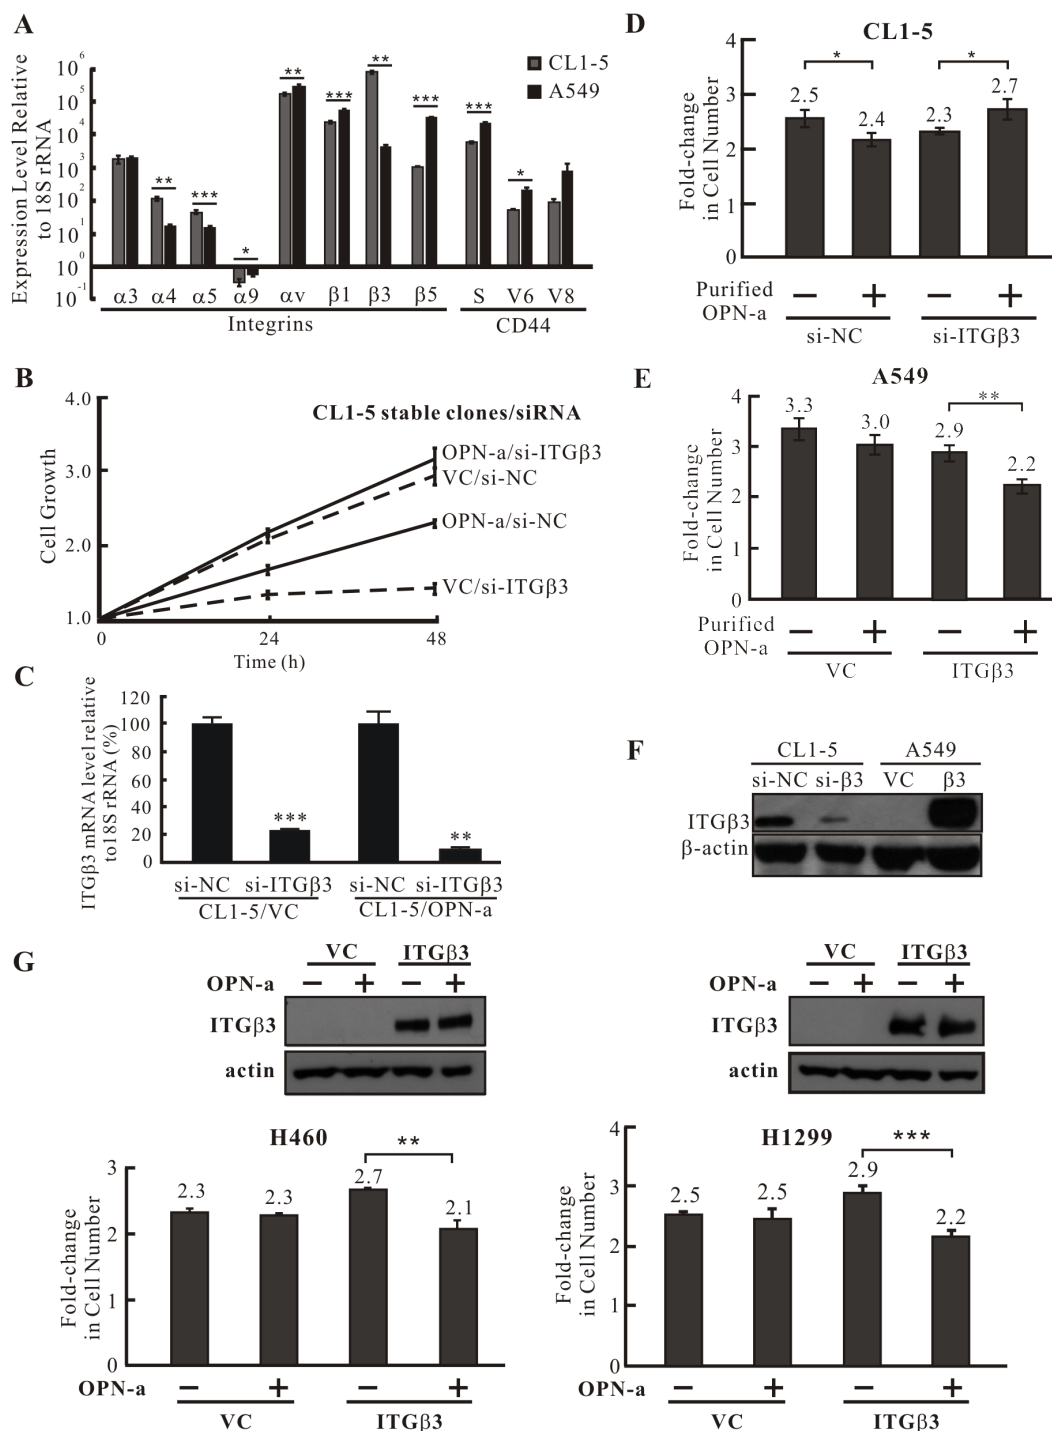 A
Expression Level Relative
to 18S rRNA
10^6
10^5
10^4
10^3
10^2
10^1
10^0
10^-1
CL1-5
A549
** *** ** *** ***
** *** * *
α3 α4 α5 α9 αv β1 β3 β5 S V6 V8
Integrins CD44
B
Cell Growth
4.0
3.0
2.0
1.0
CL1-5 stable clones/siRNA
OPN-a/si-ITGβ3
VC/si-NC
OPN-a/si-NC
VC/si-ITGβ3
0 24 48
Time (h)
C
ITGβ3 mRNA level relative
to18S rRNA (%)
120
100
80
60
40
20
0
*** **
si-NC si-ITGβ3 si-NC si-ITGβ3
CL1-5/VC CL1-5/OPN-a
D
CL1-5
Fold-change
in Cell Number
4
3
2
1
0
* *
2.5 2.4 2.3 2.7
Purified
OPN-a
− + − +
si-NC si-ITGβ3
E
A549
Fold-change
in Cell Number
4
3
2
1
0
**
3.3 3.0 2.9 2.2
Purified
OPN-a
− + − +
VC ITGβ3
F
CL1-5 A549
si-NC si-β3 VC β3
ITGβ3
β-actin
G
VC ITGβ3
OPN-a − + − +
ITGβ3
actin
H460
Fold-change
in Cell Number
3
2
1
0
**
2.3 2.3 2.7 2.1
OPN-a − + − +
VC ITGβ3
VC ITGβ3
OPN-a − + − +
ITGβ3
actin
H1299
Fold-change
in Cell Number
4
3
2
1
0
***
2.5 2.5 2.9 2.2
OPN-a − + − +
VC ITGβ3